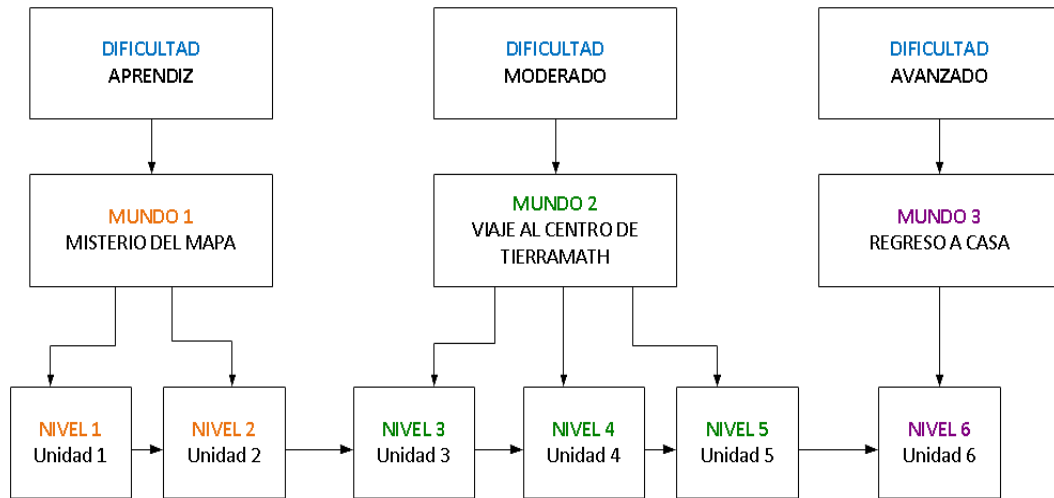 DIFICULTAD
APRENDIZ
DIFICULTAD
MODERADO
DIFICULTAD
AVANZADO
MUNDO 1
MISTERIO DEL MAPA
MUNDO 2
VIAJE AL CENTRO DE
TIERRAMATH
MUNDO 3
REGRESO A CASA
NIVEL 1
Unidad 1
NIVEL 2
Unidad 2
NIVEL 3
Unidad 3
NIVEL 4
Unidad 4
NIVEL 5
Unidad 5
NIVEL 6
Unidad 6